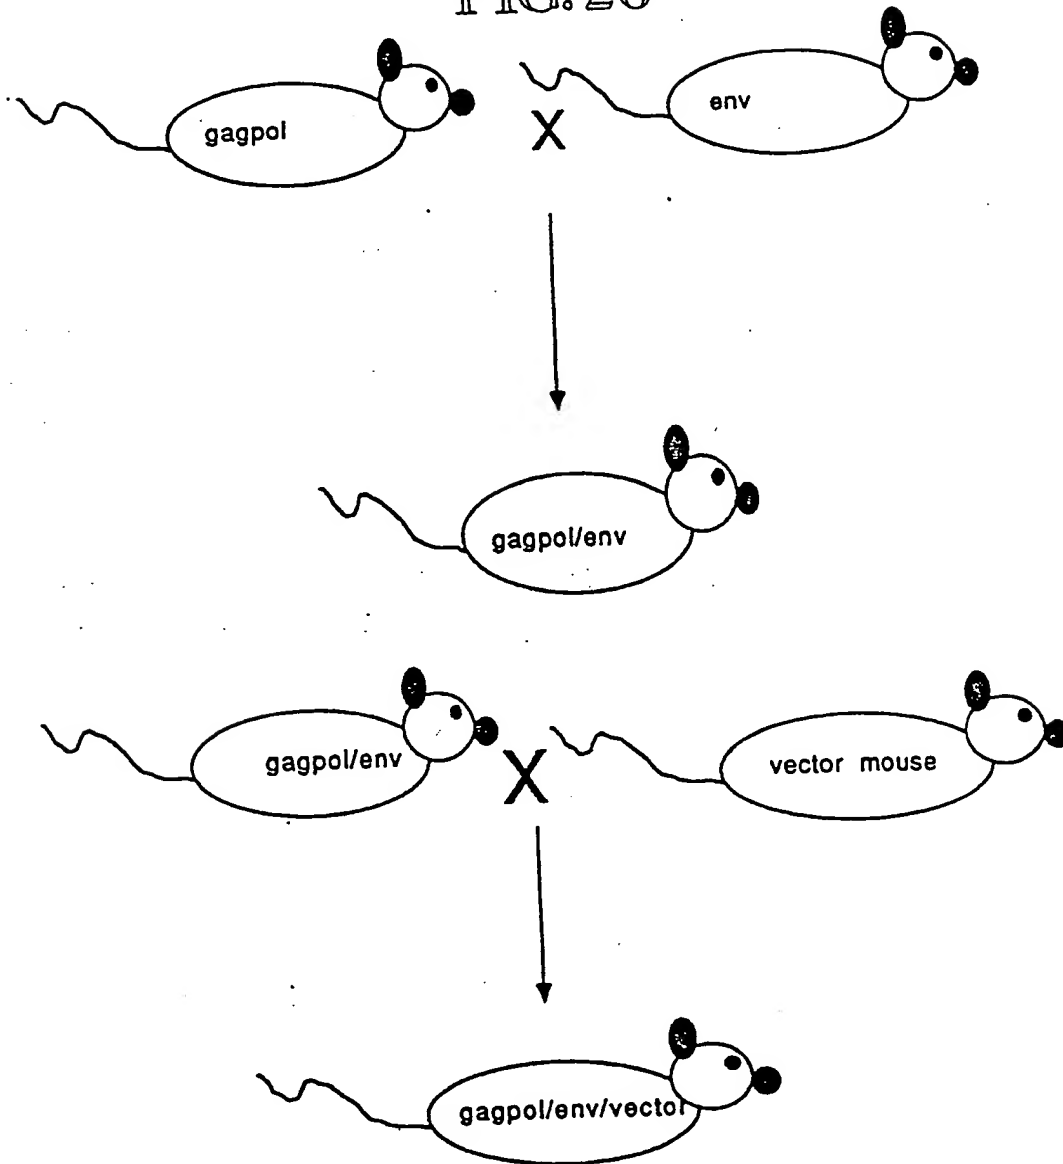 gagpol
X
env
gagpol/env
gagpol/env
X
vector mouse
gagpol/env/vector